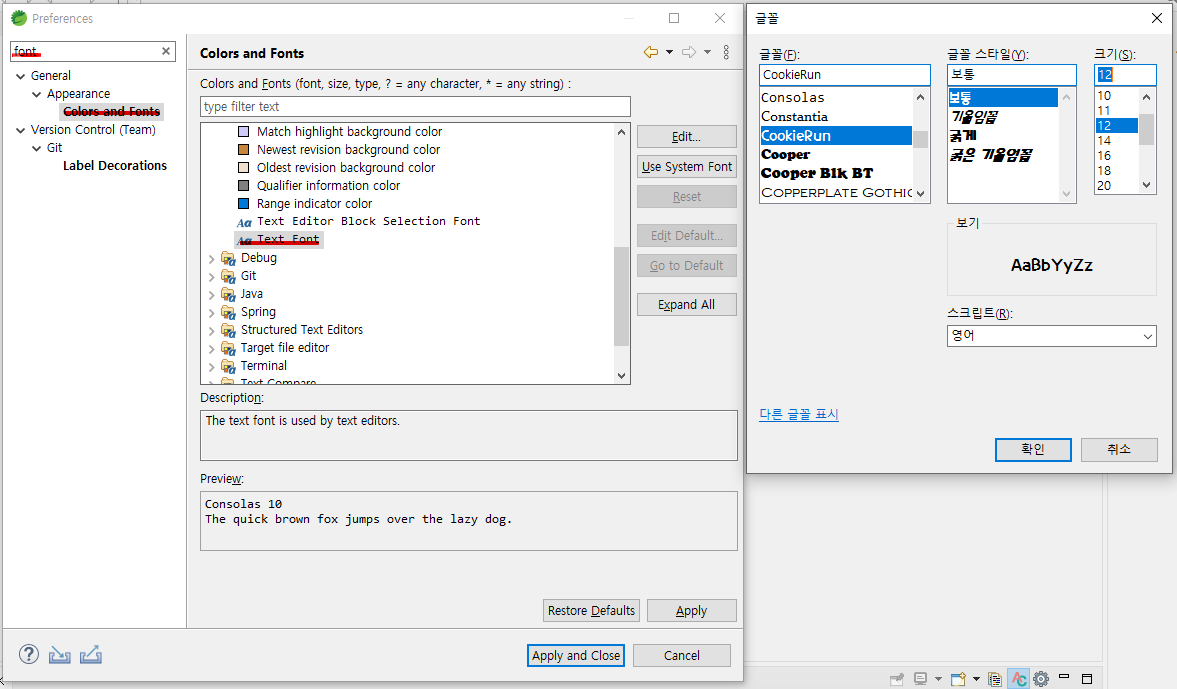 Preferences
font
General
Appearance
Colors and Fonts
Version Control (Team)
Git
Label Decorations
Colors and Fonts
Colors and Fonts (font, size, type, ? = any character, * = any string) :
type filter text
Match highlight background color
Newest revision background color
Oldest revision background color
Qualifier information color
Range indicator color
Aa Text Editor Block Selection Font
Aa Text Font
Debug
Git
Java
Spring
Structured Text Editors
Target file editor
Terminal
Text Compare
Edit...
Use System Font
Reset
Edit Default...
Go to Default
Expand All
Description:
The text font is used by text editors.
Preview:
Consolas 10
The quick brown fox jumps over the lazy dog.
Restore Defaults
Apply
?
Apply and Close
Cancel
글꼴
글꼴(F):
CookieRun
Consolas
Constantia
CookieRun
Cooper
Cooper Blk BT
COPPERPLATE GOTHIC
글꼴 스타일(Y):
보통
보통
기울임꼴
굵게
굵은 기울임꼴
크기(S):
12
10
11
12
14
16
18
20
보기
AaBbYyZz
스크립트(R):
영어
다른 글꼴 표시
확인
취소